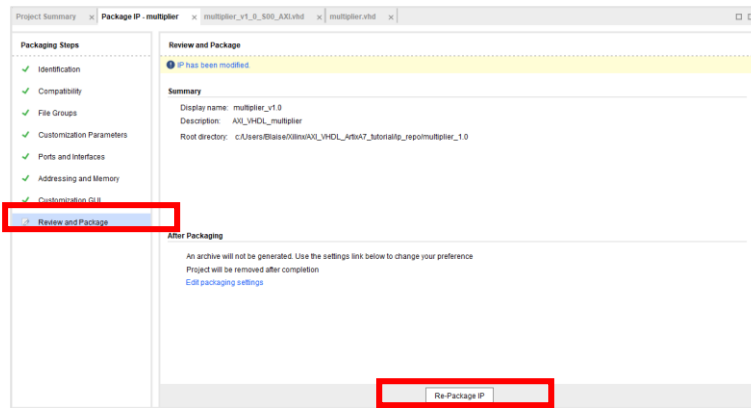 Project Summary × Package IP - multiplier × multiplier_v1_0_S00_AXI.vhd × multiplier.vhd ×
Packaging Steps
Identification
Compatibility
File Groups
Customization Parameters
Ports and Interfaces
Addressing and Memory
Customization GUI
Review and Package
Review and Package
IP has been modified.
Summary
Display name: multiplier_v1.0
Description: AXI_VHDL_multiplier
Root directory: c:/Users/Blaise/Xilinx/AXI_VHDL_ArtixA7_tutorial/ip_repo/multiplier_1.0
After Packaging
An archive will not be generated. Use the settings link below to change your preference
Project will be removed after completion
Edit packaging settings
Re-Package IP